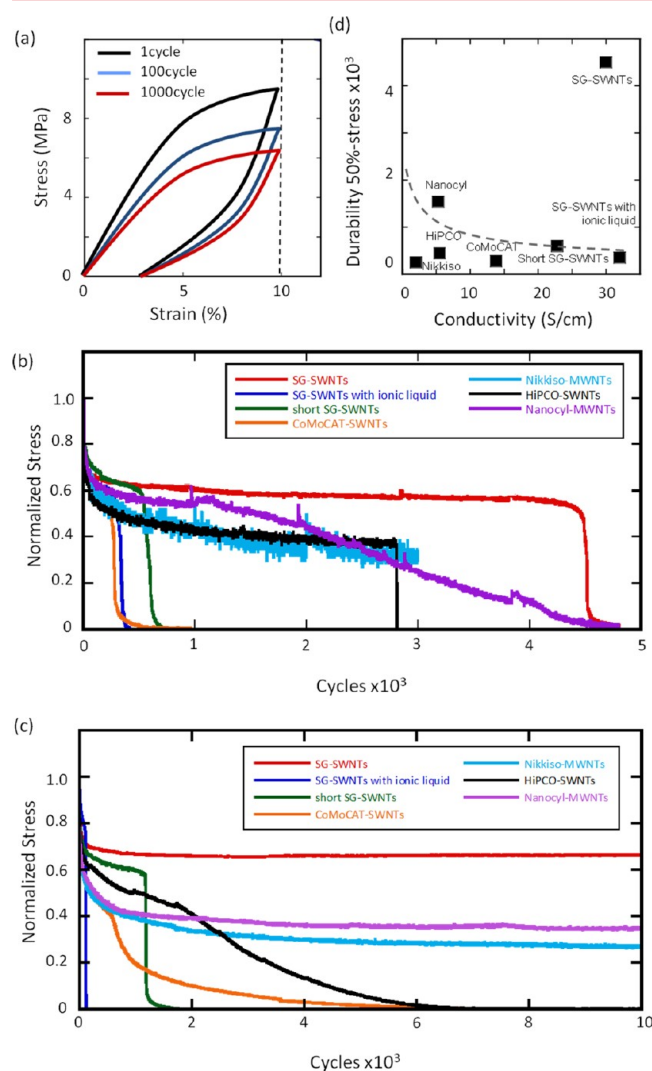 (a)
1cycle
100cycle
1000cycle
12
8
4
0
Stress (MPa)
0
5
10
Strain (%)
(d)
Durability 50%-stress x10³
4
2
0
SG-SWNTs
Nanocyl
SG-SWNTs with
ionic liquid
HiPCO
CoMoCAT
Nikkiso
Short SG-SWNTs
0
10
20
30
Conductivity (S/cm)
(b)
SG-SWNTs
SG-SWNTs with ionic liquid
short SG-SWNTs
CoMoCAT-SWNTs
Nikkiso-MWNTs
HiPCO-SWNTs
Nanocyl-MWNTs
1.0
0.8
0.6
0.4
0.2
0
Normalized Stress
0
1
2
3
4
5
Cycles x10³
(c)
SG-SWNTs
SG-SWNTs with ionic liquid
short SG-SWNTs
CoMoCAT-SWNTs
Nikkiso-MWNTs
HiPCO-SWNTs
Nanocyl-MWNTs
1.0
0.8
0.6
0.4
0.2
0
Normalized Stress
0
2
4
6
8
10
Cycles x10³